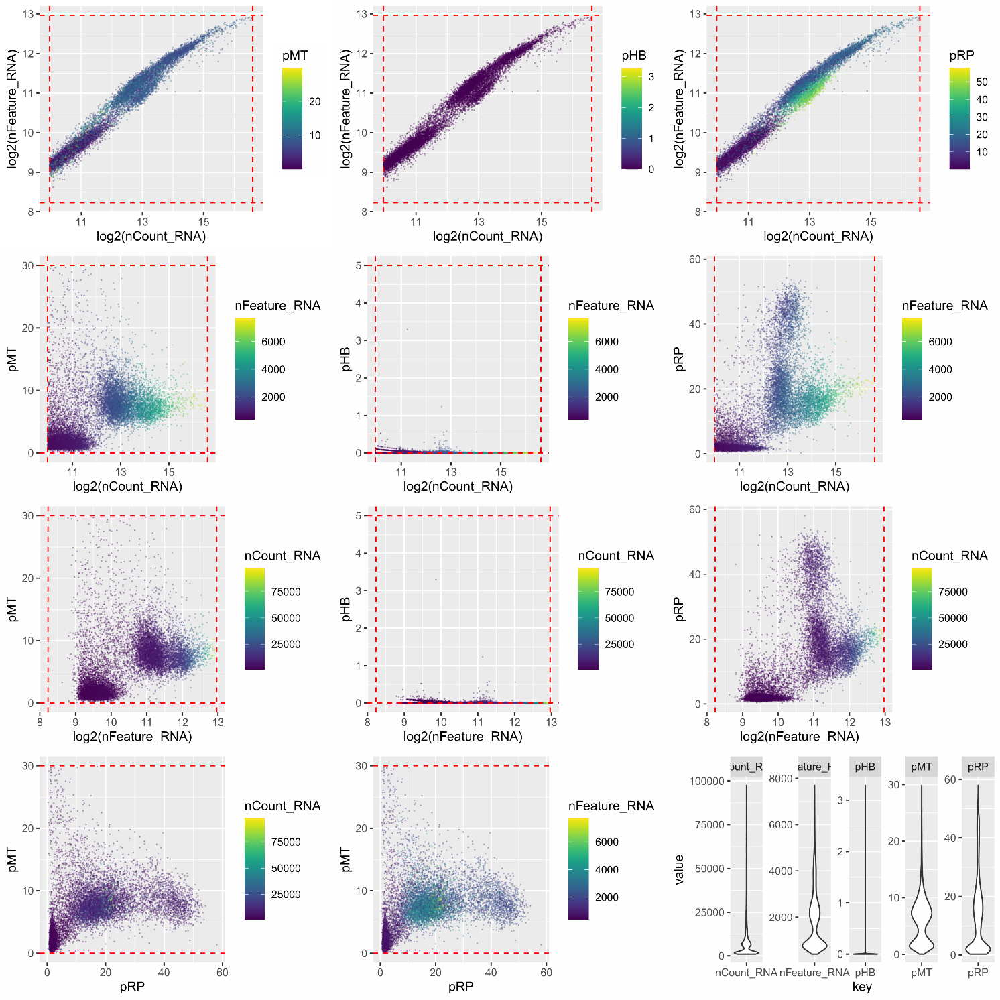 13
12
11
10
9
8
log2(nFeature_RNA)
11 13 15
log2(nCount_RNA)
pMT
20
10
13
12
11
10
9
8
log2(nFeature_RNA)
11 13 15
log2(nCount_RNA)
pHB
3
2
1
0
13
12
11
10
9
8
log2(nFeature_RNA)
11 13 15
log2(nCount_RNA)
pRP
50
40
30
20
10
30
20
10
0
pMT
11 13 15
log2(nCount_RNA)
nFeature_RNA
6000
4000
2000
5
4
3
2
1
0
pHB
11 13 15
log2(nCount_RNA)
nFeature_RNA
6000
4000
2000
60
40
20
0
pRP
11 13 15
log2(nCount_RNA)
nFeature_RNA
6000
4000
2000
30
20
10
0
pMT
8 9 10 11 12 13
log2(nFeature_RNA)
nCount_RNA
75000
50000
25000
5
4
3
2
1
0
pHB
8 9 10 11 12 13
log2(nFeature_RNA)
nCount_RNA
75000
50000
25000
60
40
20
0
pRP
8 9 10 11 12 13
log2(nFeature_RNA)
nCount_RNA
75000
50000
25000
30
20
10
0
pMT
0 20 40 60
pRP
nCount_RNA
75000
50000
25000
30
20
10
0
pMT
0 20 40 60
pRP
nFeature_RNA
6000
4000
2000
ount_R ature_F pHB pMT pRP
value
100000
75000
50000
25000
0
8000
6000
4000
2000
3
2
1
0
30
20
10
0
60
40
20
0
nCount_RNA nFeature_RNA pHB pMT pRP
key